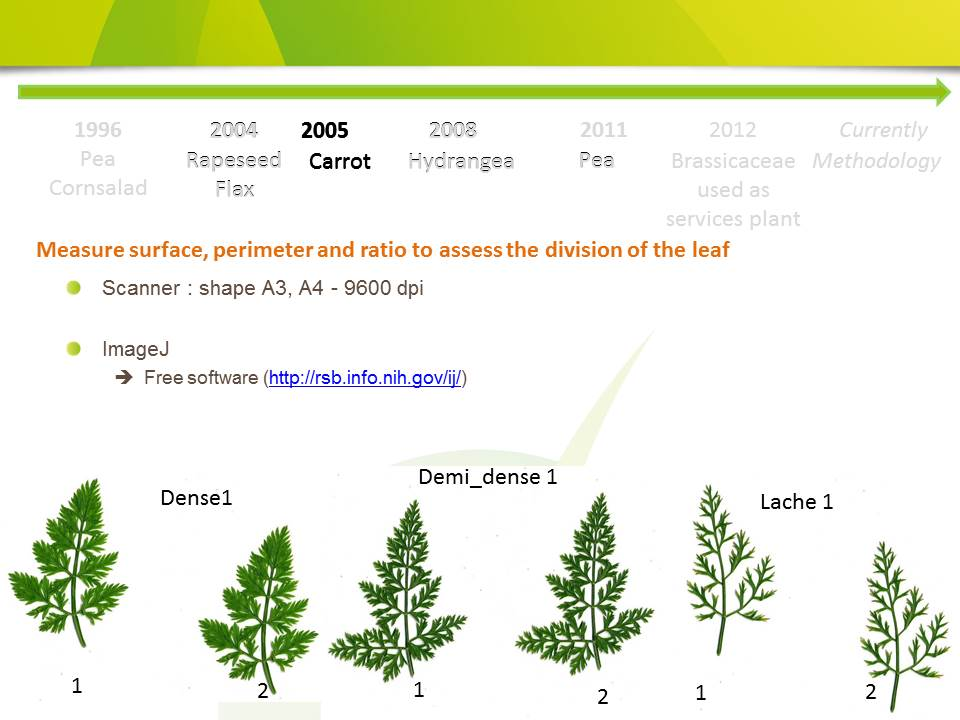 1996 2004 2005 2008 2011 2012 Currently
Pea Rapeseed Carrot Hydrangea Pea Brassicaceae Methodology
Cornsalad Flax used as
services plant
Measure surface, perimeter and ratio to assess the division of the leaf
Scanner : shape A3, A4 - 9600 dpi
ImageJ
➔ Free software (http://rsb.info.nih.gov/ij/)
Demi_dense 1
Dense1 Lache 1
1 2 1 2 1 2